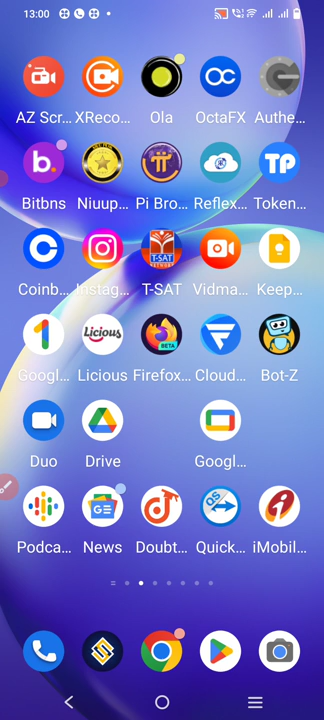 13:00
AZ Scr... XReco... Ola OctaFX Authe...
Bitbns Niuup... Pi Bro... Reflex... Token...
Coinb... Instag... T-SAT Vidma... Keep...
Googl... Licious Firefox... Cloud... Bot-Z
Duo Drive Googl...
Podca... News Doubt... Quick... iMobil...